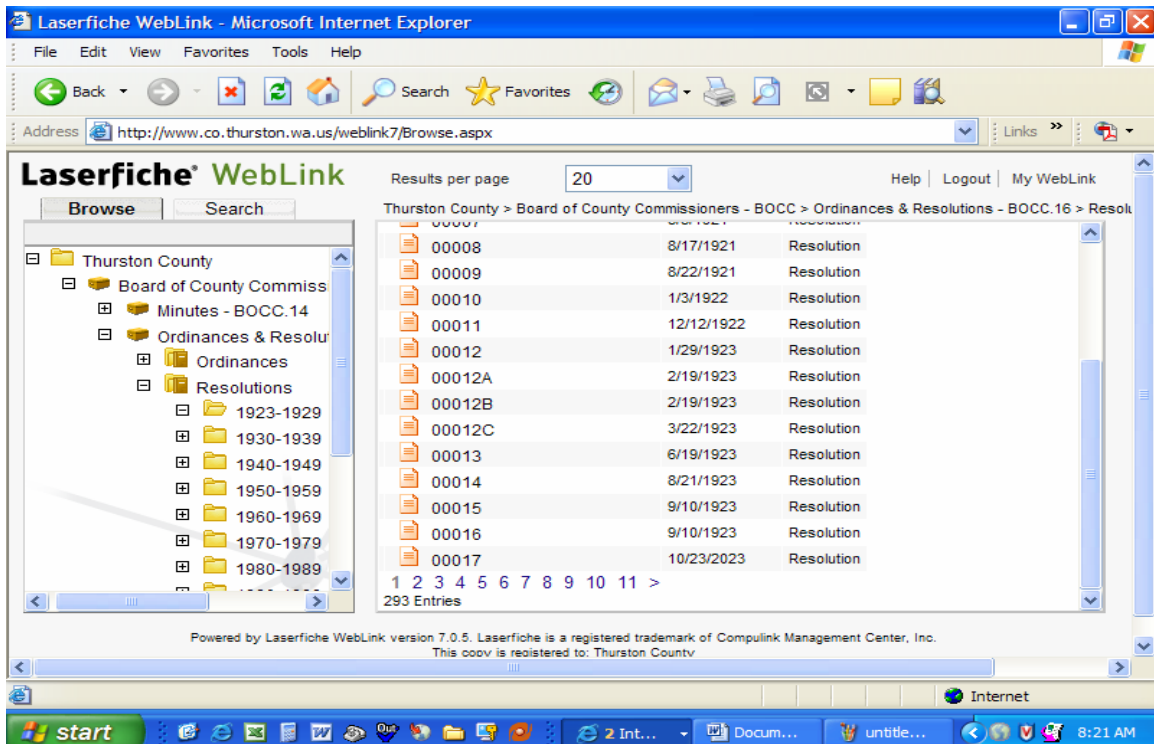 Laserfiche WebLink - Microsoft Internet Explorer
File Edit View Favorites Tools Help
Back Search Favorites
Address http://www.co.thurston.wa.us/weblink7/Browse.aspx Links »
Laserfiche® WebLink
Results per page 20 Help | Logout | My WebLink
Browse Search
Thurston County > Board of County Commissioners - BOCC > Ordinances & Resolutions - BOCC.16 > Resolu
Thurston County
Board of County Commiss
Minutes - BOCC.14
Ordinances & Resolut
Ordinances
Resolutions
1923-1929
1930-1939
1940-1949
1950-1959
1960-1969
1970-1979
1980-1989
00008 8/17/1921 Resolution
00009 8/22/1921 Resolution
00010 1/3/1922 Resolution
00011 12/12/1922 Resolution
00012 1/29/1923 Resolution
00012A 2/19/1923 Resolution
00012B 2/19/1923 Resolution
00012C 3/22/1923 Resolution
00013 6/19/1923 Resolution
00014 8/21/1923 Resolution
00015 9/10/1923 Resolution
00016 9/10/1923 Resolution
00017 10/23/2023 Resolution
1 2 3 4 5 6 7 8 9 10 11 >
293 Entries
Powered by Laserfiche WebLink version 7.0.5. Laserfiche is a registered trademark of Compulink Management Center, Inc.
This copy is registered to: Thurston County
Internet
start 2 Int... Docum... untitle... 8:21 AM